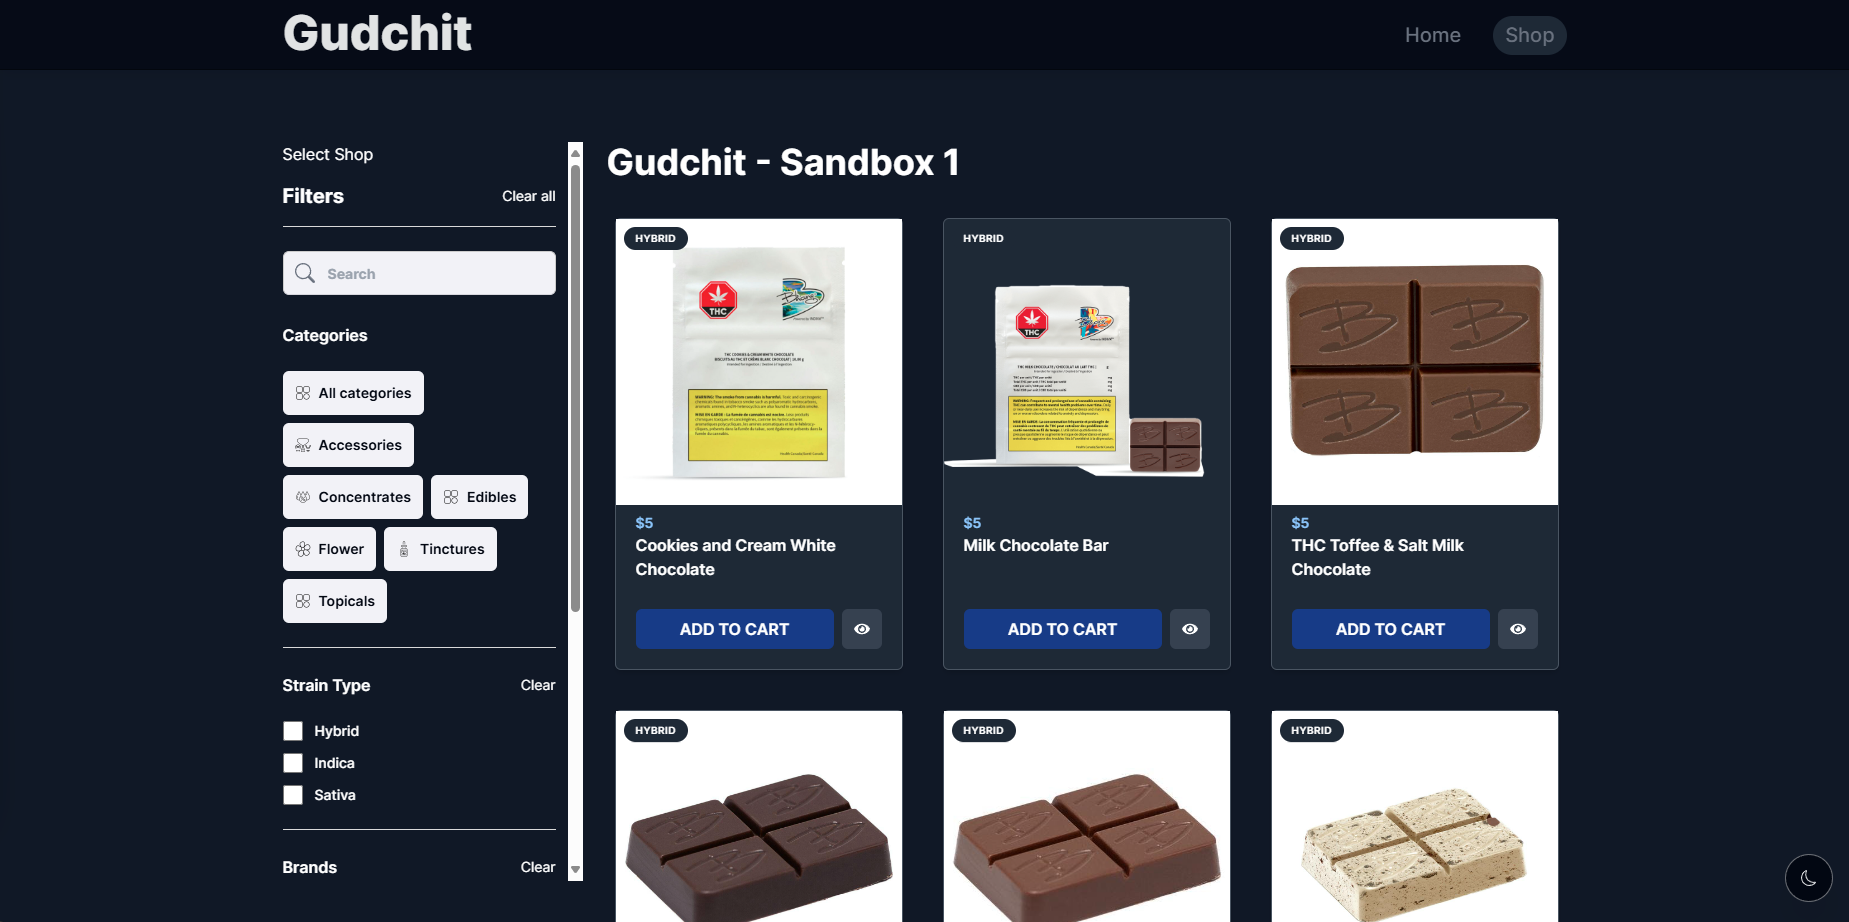 Gudchit
Home
Shop
Select Shop
Filters
Clear all
Search
Categories
All categories
Accessories
Concentrates
Edibles
Flower
Tinctures
Topicals
Strain Type
Clear
Hybrid
Indica
Sativa
Brands
Clear
Gudchit - Sandbox 1
HYBRID
THC
$5
Cookies and Cream White
Chocolate
ADD TO CART
HYBRID
THC
$5
Milk Chocolate Bar
ADD TO CART
HYBRID
$5
THC Toffee & Salt Milk
Chocolate
ADD TO CART
HYBRID
HYBRID
HYBRID